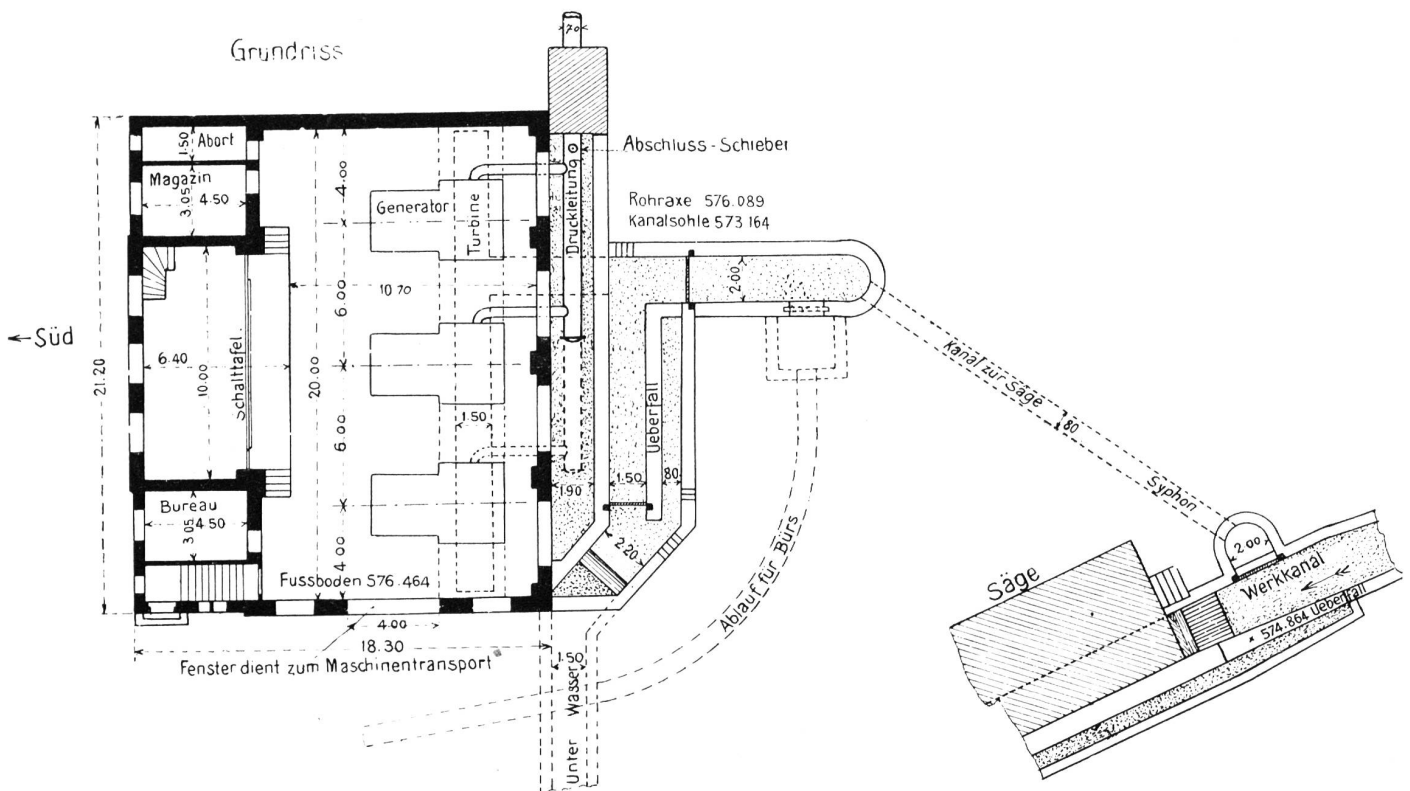 Grundriss
70
Abort
1.50
Abschluss - Schieber
Magazin
4.50
3.05
4.00
Generator
Turbine
Druckleitung
Rohraxe 576.089
Kanalsohle 573 164
2.00
10.70
6.00
← Süd
21.20
6.40
10.00
Schalttafel.
20.00
Kanal zur Säge
80
Ueberfall
1.50
6.00
Syphon
Bureau
4.50
3.05
1.90
1.50
80
2.20
2.00
Säge
Werkkanal
574.864 Ueberfall
4.00
Fussboden 576.464
Ablauf für Bürs
4.00
18.30
Fenster dient zum Maschinentransport
1.50
Unter Wasser